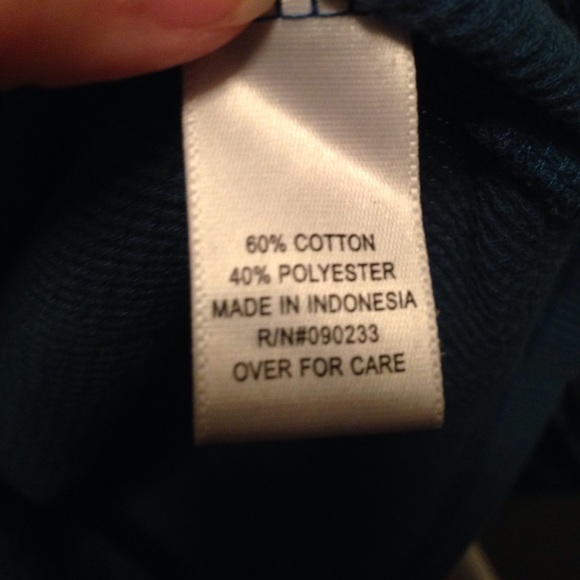 60% COTTON
40% POLYESTER
MADE IN INDONESIA
R/N#090233
OVER FOR CARE